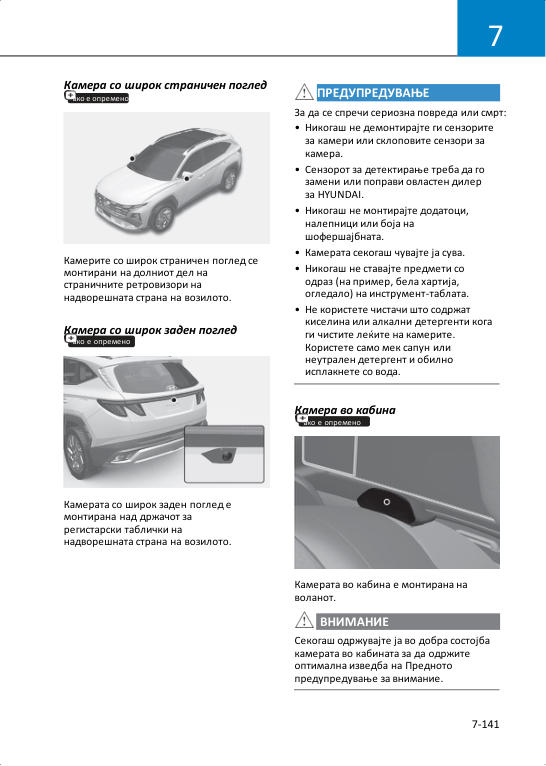 7
Камера со широк страничен поглед
ако е опремено
Камерите со широк страничен поглед се
монтирани на долниот дел на
страничните ретровизори на
надворешната страна на возилото.
Камера со широк заден поглед
ако е опремено
Камерата со широк заден поглед е
монтирана над држачот за
регистарски таблички на
надворешната страна на возилото.
ПРЕДУПРЕДУВАЊЕ
За да се спречи сериозна повреда или смрт:
• Никогаш не демонтирајте ги сензорите
за камери или склоповите сензори за
камера.
• Сензорот за детектирање треба да го
замени или поправи овластен дилер
за HYUNDAI.
• Никогаш не монтирајте додатоци,
налепници или боја на
шофершајбната.
• Камерата секогаш чувајте ја сува.
• Никогаш не ставајте предмети со
одраз (на пример, бела хартија,
огледало) на инструмент-таблата.
• Не користете чистачи што содржат
киселина или алкални детергенти кога
ги чистите леќите на камерите.
Користете само мек сапун или
неутрален детергент и обилно
исплакнете со вода.
Камера во кабина
ако е опремено
Камерата во кабина е монтирана на
воланот.
ВНИМАНИЕ
Секогаш одржувајте ја во добра состојба
камерата во кабината за да одржите
оптимална изведба на Предното
предупредување за внимание.
7-141